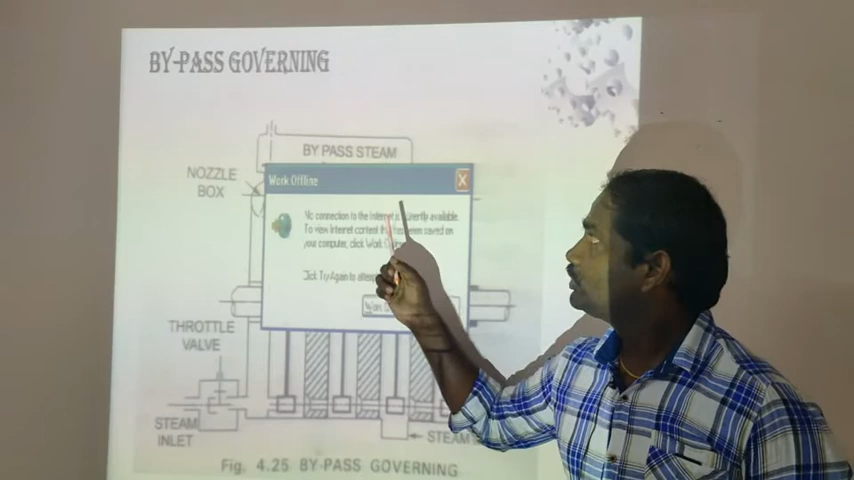 BY-PASS GOVERNING
BY PASS STEAM
NOZZLE
BOX
Work Offline
No connection to the Internet is currently available.
To view Internet content that has been saved on
your computer, click Work
Click Try Again to
THROTTLE
VALVE
STEAM
INLET
STEAM
Fig. 4.25 BY-PASS GOVERNING